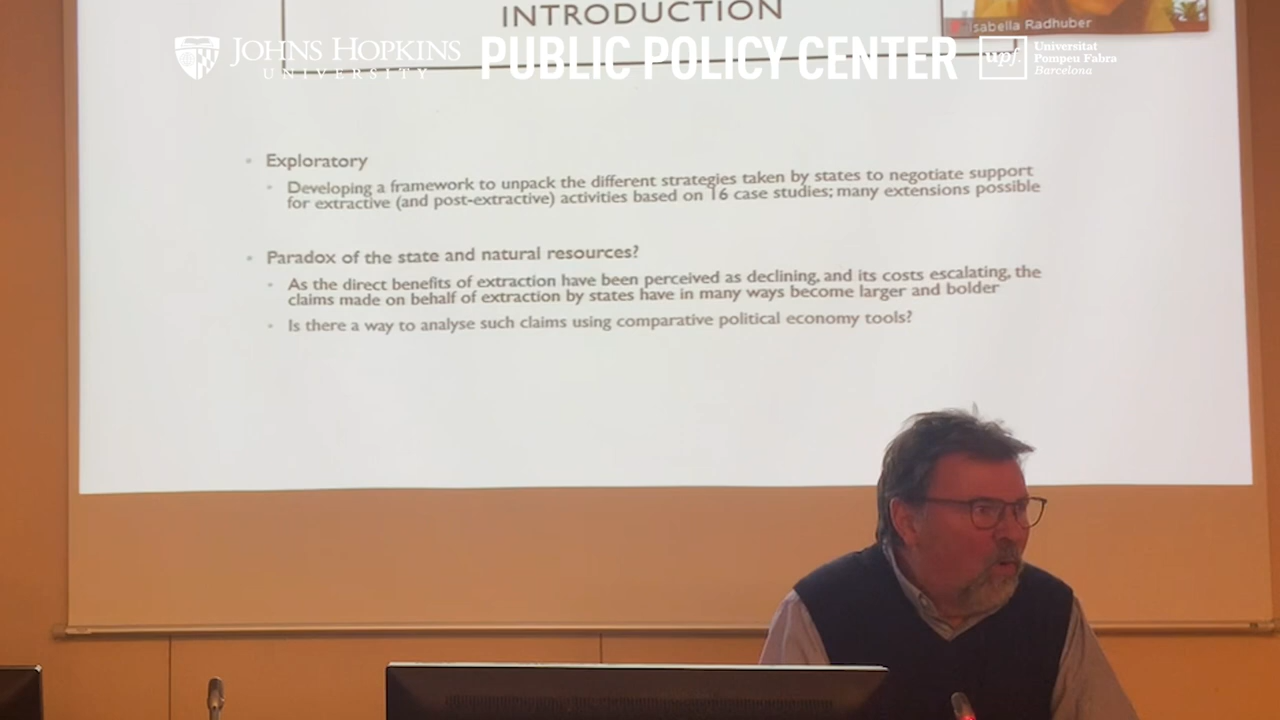 INTRODUCTION
Isabella Radhuber
JOHNS HOPKINS
UNIVERSITY
PUBLIC POLICY CENTER
upf.
Universitat
Pompeu Fabra
Barcelona
Exploratory
Developing a framework to unpack the different strategies taken by states to negotiate support
for extractive (and post-extractive) activities based on 16 case studies; many extensions possible
Paradox of the state and natural resources?
As the direct benefits of extraction have been perceived as declining, and its costs escalating, the
claims made on behalf of extraction by states have in many ways become larger and bolder
Is there a way to analyse such claims using comparative political economy tools?